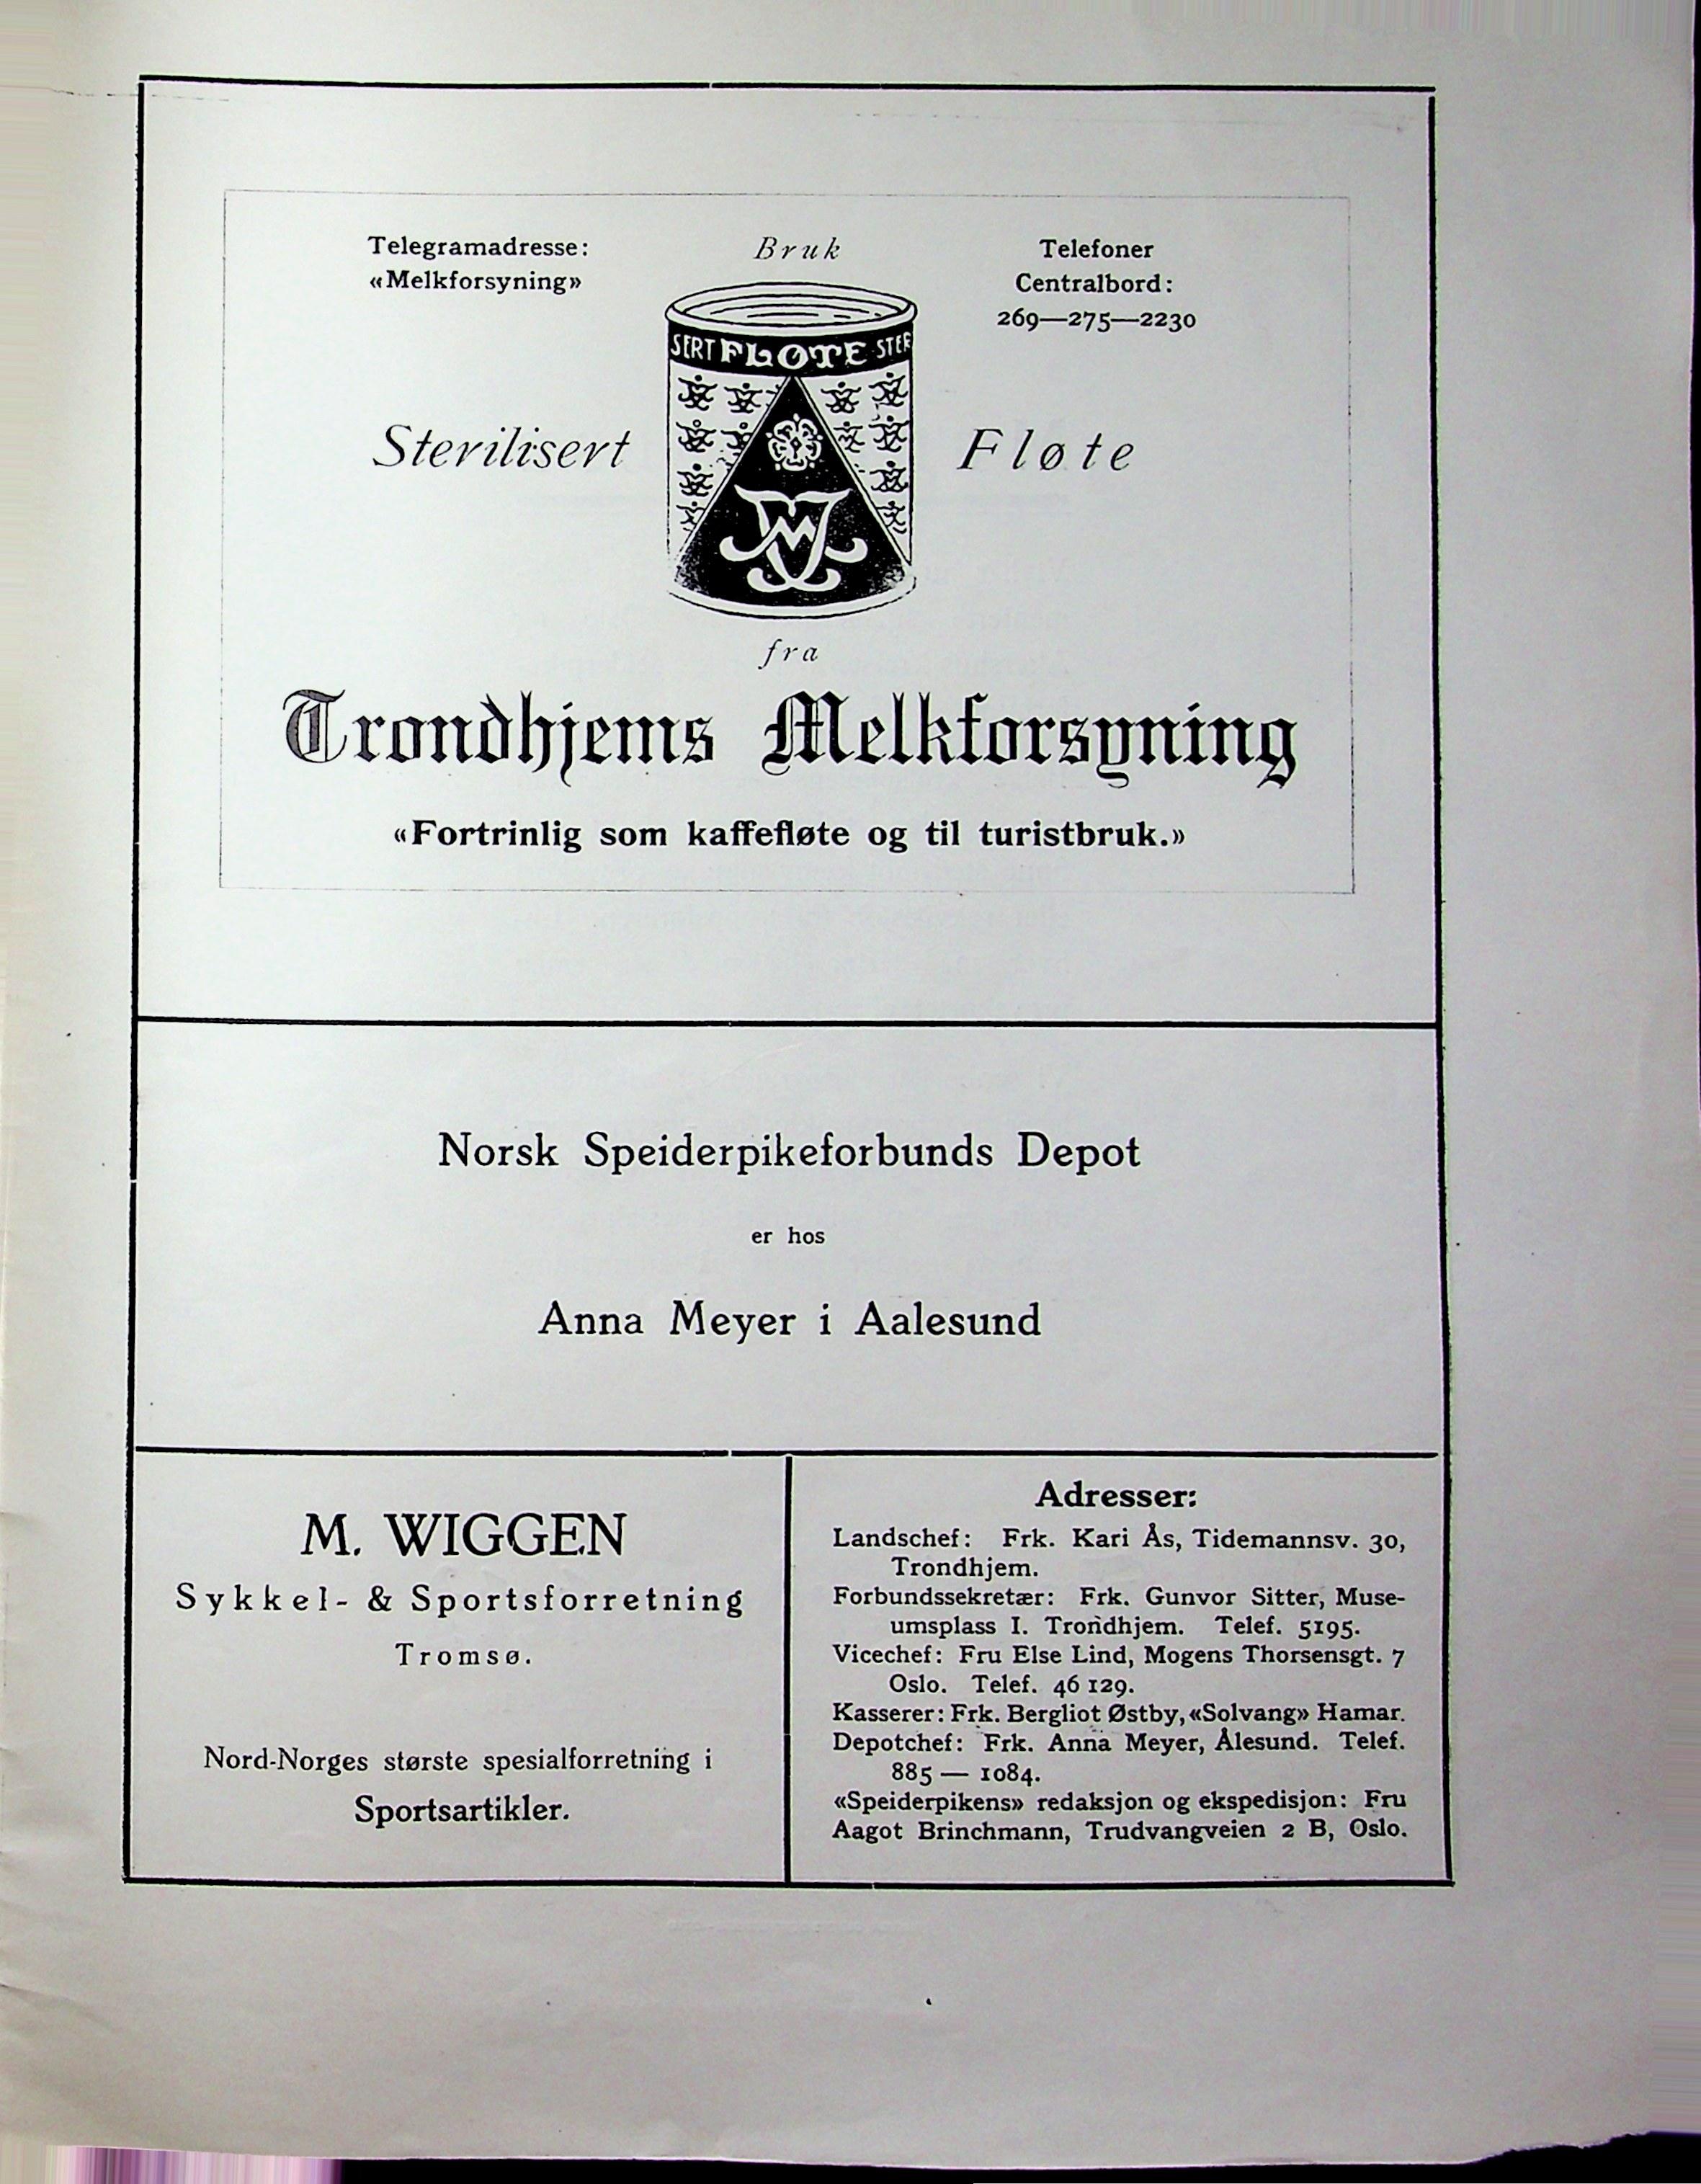 Telegramadresse:
«Melkforsyning»
Bruk
Telefoner
Centralbord:
269—275—2230
SERT FLØTE STER
Sterilisert
Fløte
fra
Trondhjems Melkforsyning
«Fortrinlig som kaffefløte og til turistbruk.»
Norsk Speiderpikeforbunds Depot
er hos
Anna Meyer i Aalesund
M. WIGGEN
Sykkel- & Sportsforretning
Tromsø.
Nord-Norges største spesialforretning i
Sportsartikler.
Adresser:
Landschef: Frk. Kari Ås, Tidemannsv. 30,
Trondhjem.
Forbundssekretær: Frk. Gunvor Sitter, Muse-
umsplass I. Trondhjem. Telef. 5195.
Vicechef: Fru Else Lind, Mogens Thorsensgt. 7
Oslo. Telef. 46 129.
Kasserer: Frk. Bergliot Østby, «Solvang» Hamar.
Depotchef: Frk. Anna Meyer, Ålesund. Telef.
885 — 1084.
«Speiderpikens» redaksjon og ekspedisjon: Fru
Aagot Brinchmann, Trudvangveien 2 B, Oslo.